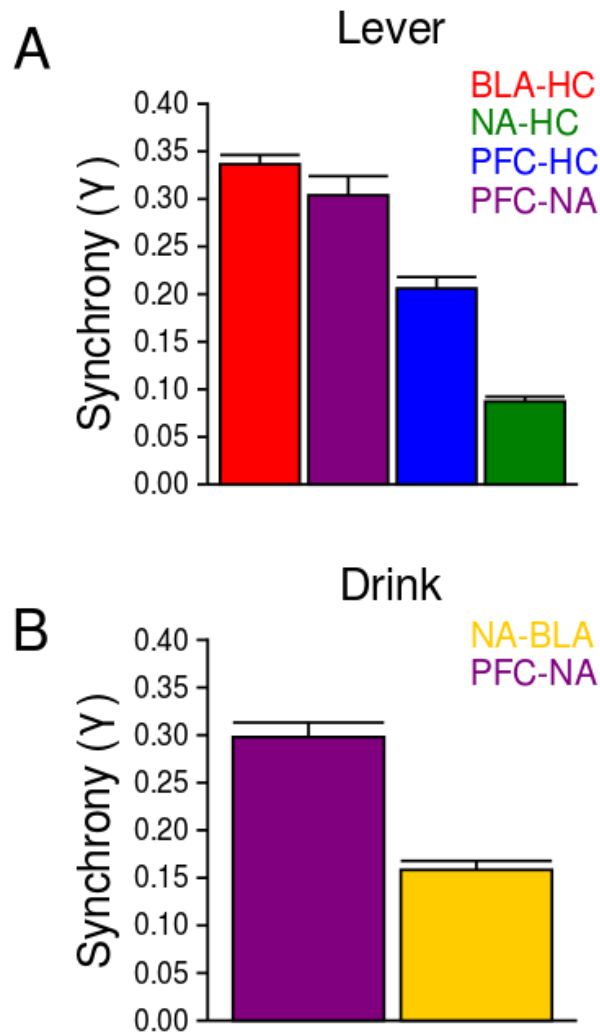 A
Lever
BLA-HC
NA-HC
PFC-HC
PFC-NA
Synchrony (γ)
0.40
0.35
0.30
0.25
0.20
0.15
0.10
0.05
0.00
B
Drink
NA-BLA
PFC-NA
Synchrony (γ)
0.40
0.35
0.30
0.25
0.20
0.15
0.10
0.05
0.00